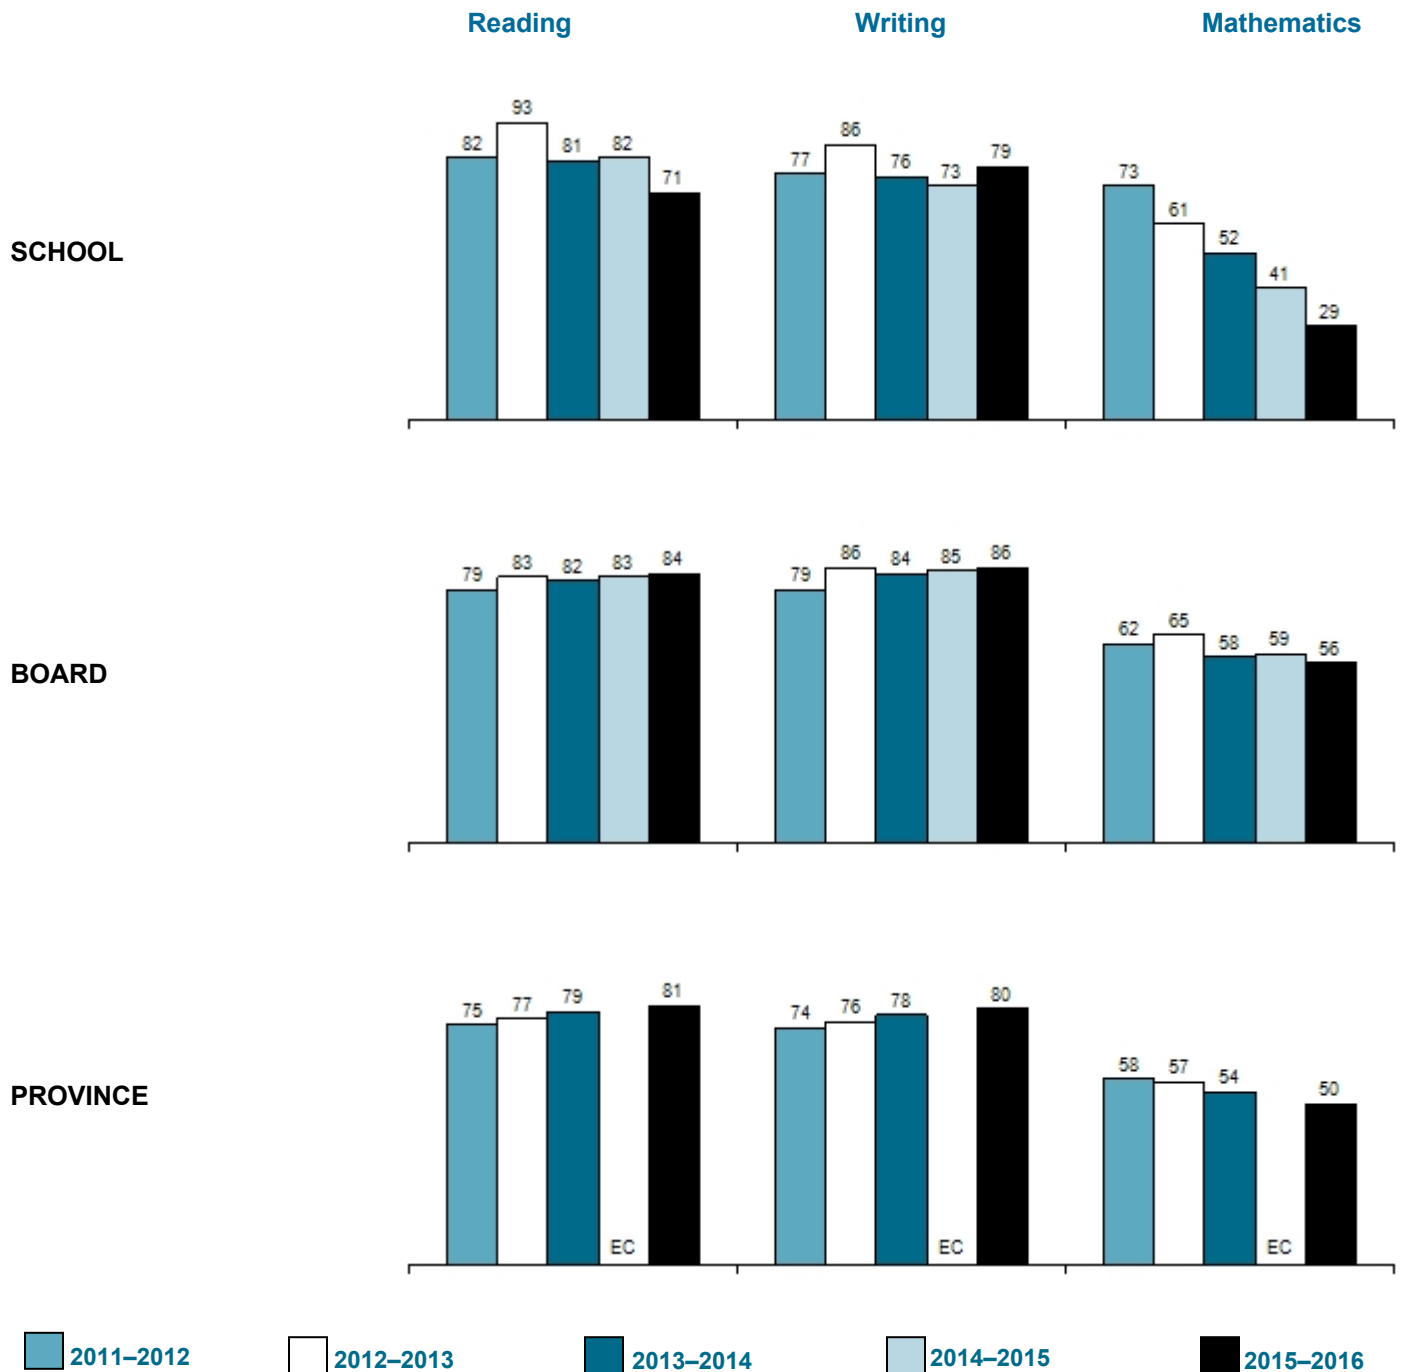 Reading Writing Mathematics
82 93 81 82 71 77 86 76 73 79 73 61 52 41 29
SCHOOL
79 83 82 83 84 79 86 84 85 86 62 65 58 59 56
BOARD
75 77 79 EC 81 74 76 78 EC 80 58 57 54 EC 50
PROVINCE
2011–2012 2012–2013 2013–2014 2014–2015 2015–2016